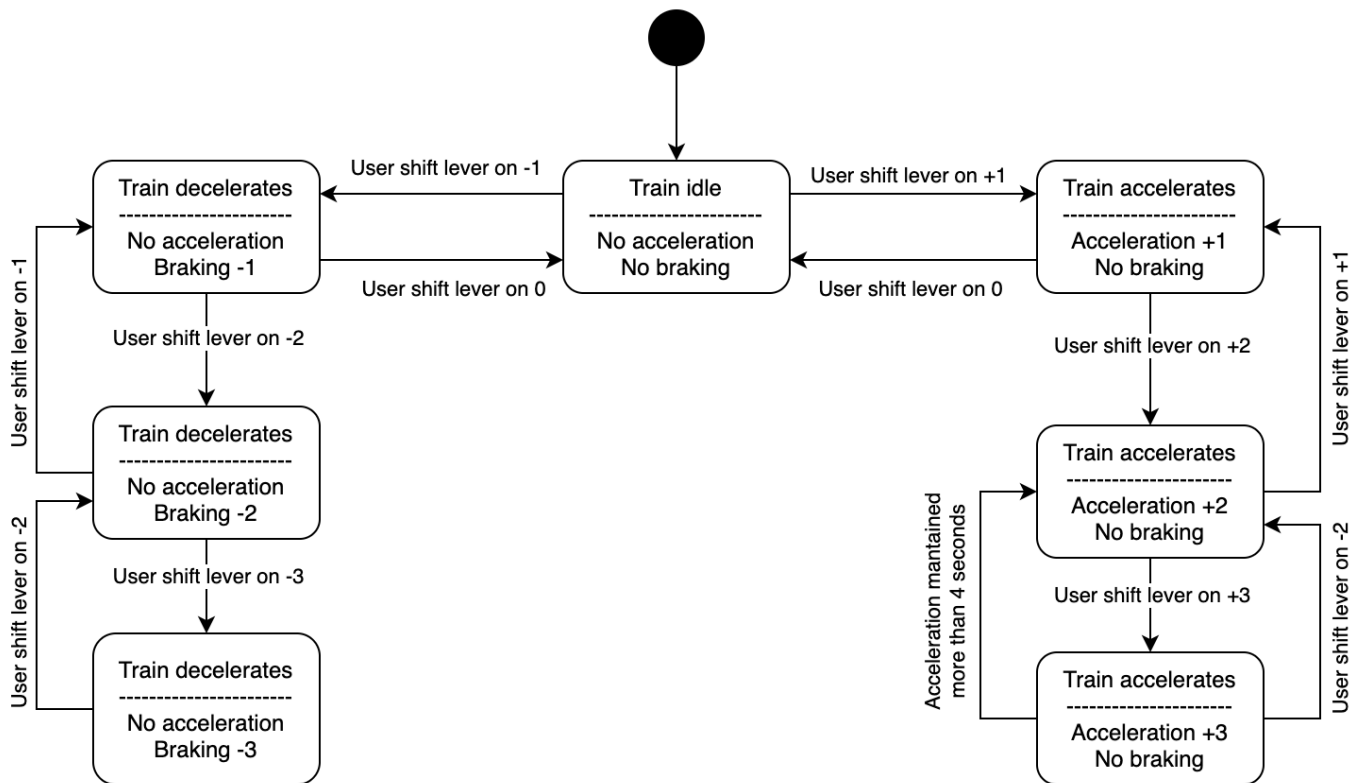 User shift lever on -1
User shift lever on +1
Train decelerates
-----------------------
No acceleration
Braking -1
Train idle
-----------------------
No acceleration
No braking
Train accelerates
-----------------------
Acceleration +1
No braking
User shift lever on 0
User shift lever on 0
User shift lever on -1
User shift lever on -2
User shift lever on +2
User shift lever on +1
Train decelerates
-----------------------
No acceleration
Braking -2
Train accelerates
-----------------------
Acceleration +2
No braking
User shift lever on -2
User shift lever on -3
Acceleration mantained
more than 4 seconds
User shift lever on +3
User shift lever on -2
Train decelerates
-----------------------
No acceleration
Braking -3
Train accelerates
-----------------------
Acceleration +3
No braking